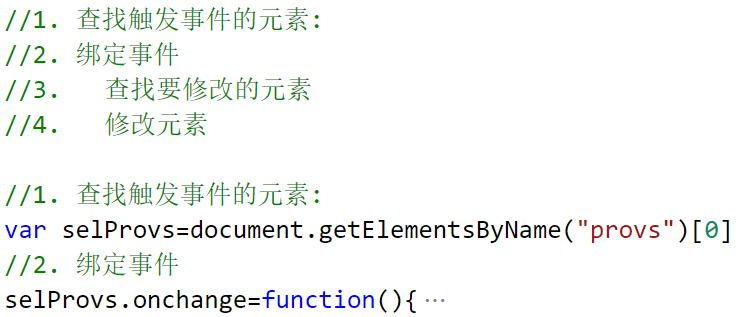 //1. 查找触发事件的元素:
//2. 绑定事件
//3.   查找要修改的元素
//4.   修改元素
//1. 查找触发事件的元素:
var selProvs=document.getElementsByName("provs")[0]
//2. 绑定事件
selProvs.onchange=function(){…